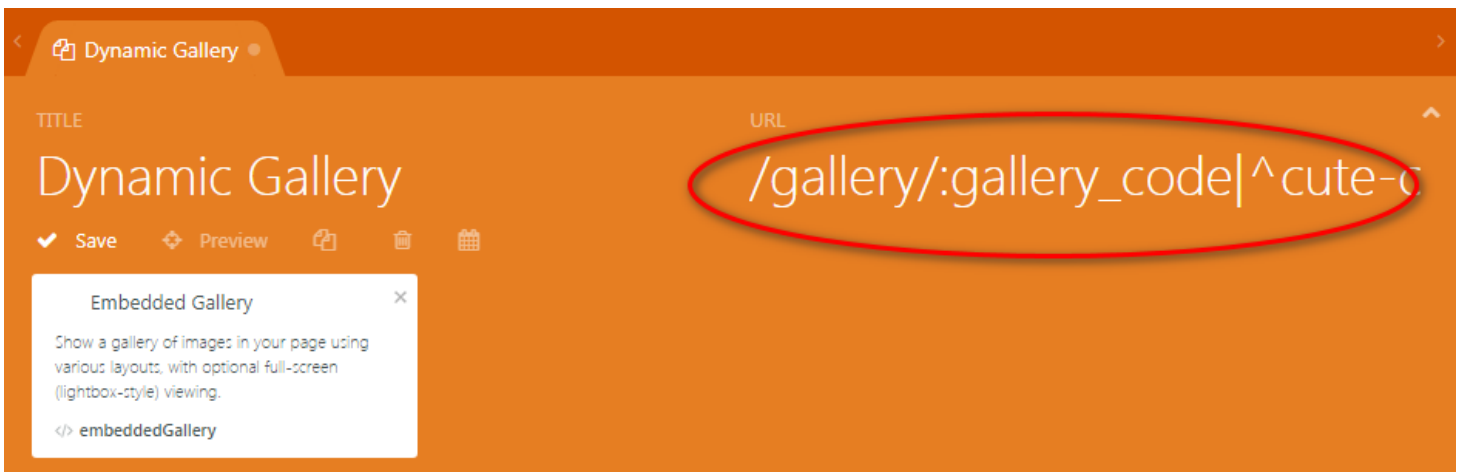 Dynamic Gallery
TITLE
URL
Dynamic Gallery
/gallery/:gallery_code|^cute-c
Save
Preview
Embedded Gallery
Show a gallery of images in your page using
various layouts, with optional full-screen
(lightbox-style) viewing.
</> embeddedGallery